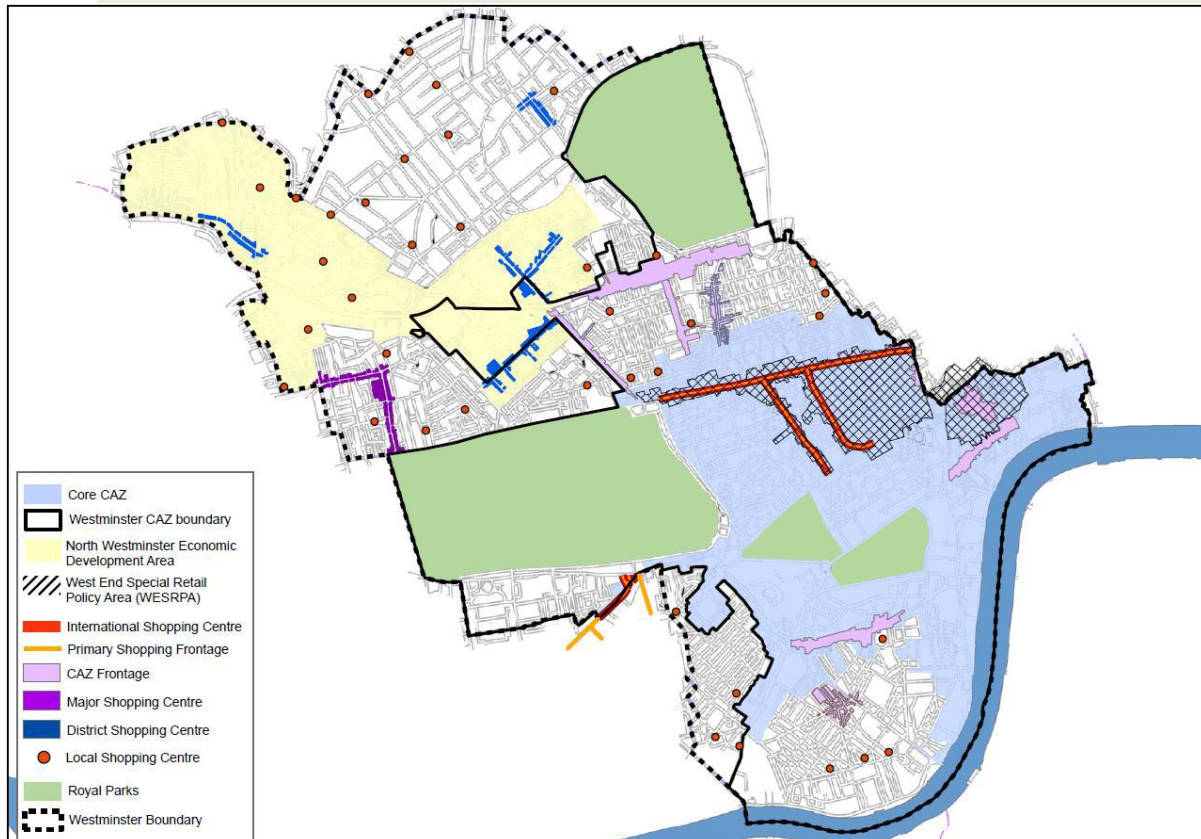 Core CAZ
Westminster CAZ boundary
North Westminster Economic
Development Area
West End Special Retail
Policy Area (WESRPA)
International Shopping Centre
Primary Shopping Frontage
CAZ Frontage
Major Shopping Centre
District Shopping Centre
Local Shopping Centre
Royal Parks
Westminster Boundary